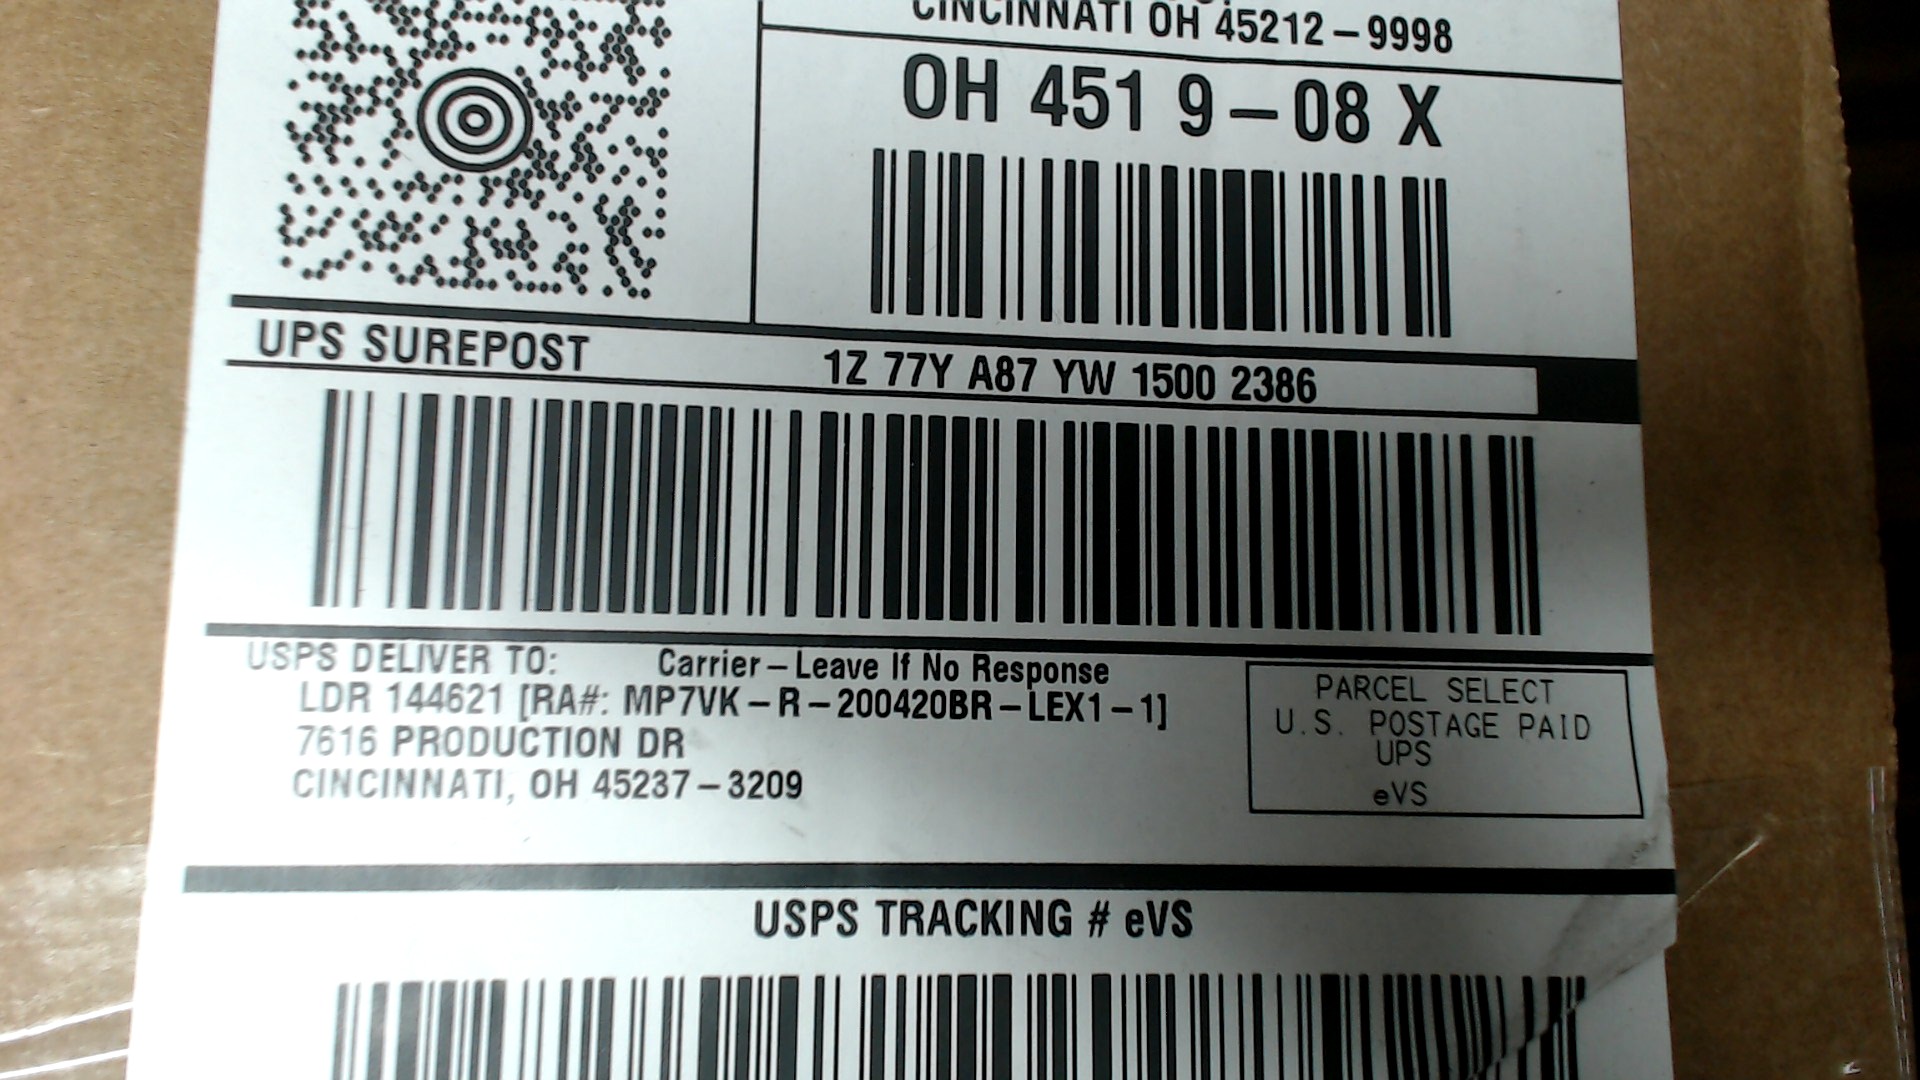 CINCINNATI OH 45212-9998
OH 451 9-08 X
UPS SUREPOST
1Z 77Y A87 YW 1500 2386
USPS DELIVER TO: Carrier-Leave If No Response
LDR 144621 [RA#: MP7VK-R-200420BR-LEX1-1]
7616 PRODUCTION DR
CINCINNATI, OH 45237-3209
PARCEL SELECT
U.S. POSTAGE PAID
UPS
eVS
USPS TRACKING # eVS